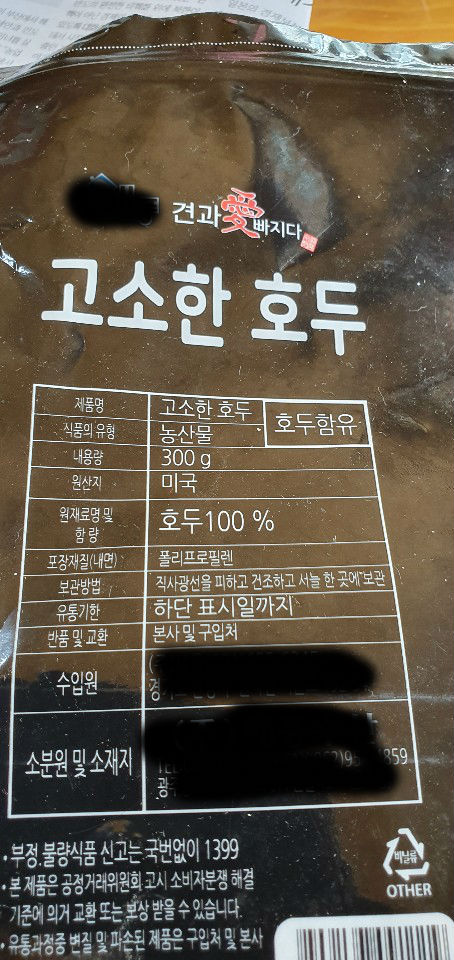 견과愛빠지다
고소한 호두
제품명 고소한 호두 호두함유
식품의 유형 농산물
내용량 300 g
원산지 미국
원재료명 및 함 량 호두100 %
포장재질(내면) 폴리프로필렌
보관방법 직사광선을 피하고 건조하고 서늘 한 곳에 보관
유통기한 하단 표시일까지
반품 및 교환 본사 및 구입처
수입원
소분원 및 소재지
859
• 부정.불량식품 신고는 국번없이 1399
• 본 제품은 공정거래위원회 고시 소비자분쟁 해결
기준에 의거 교환 또는 보상 받을 수 있습니다.
• 유통과정중 변질 및 파손된 제품은 구입처 및 본사
비닐류
OTHER